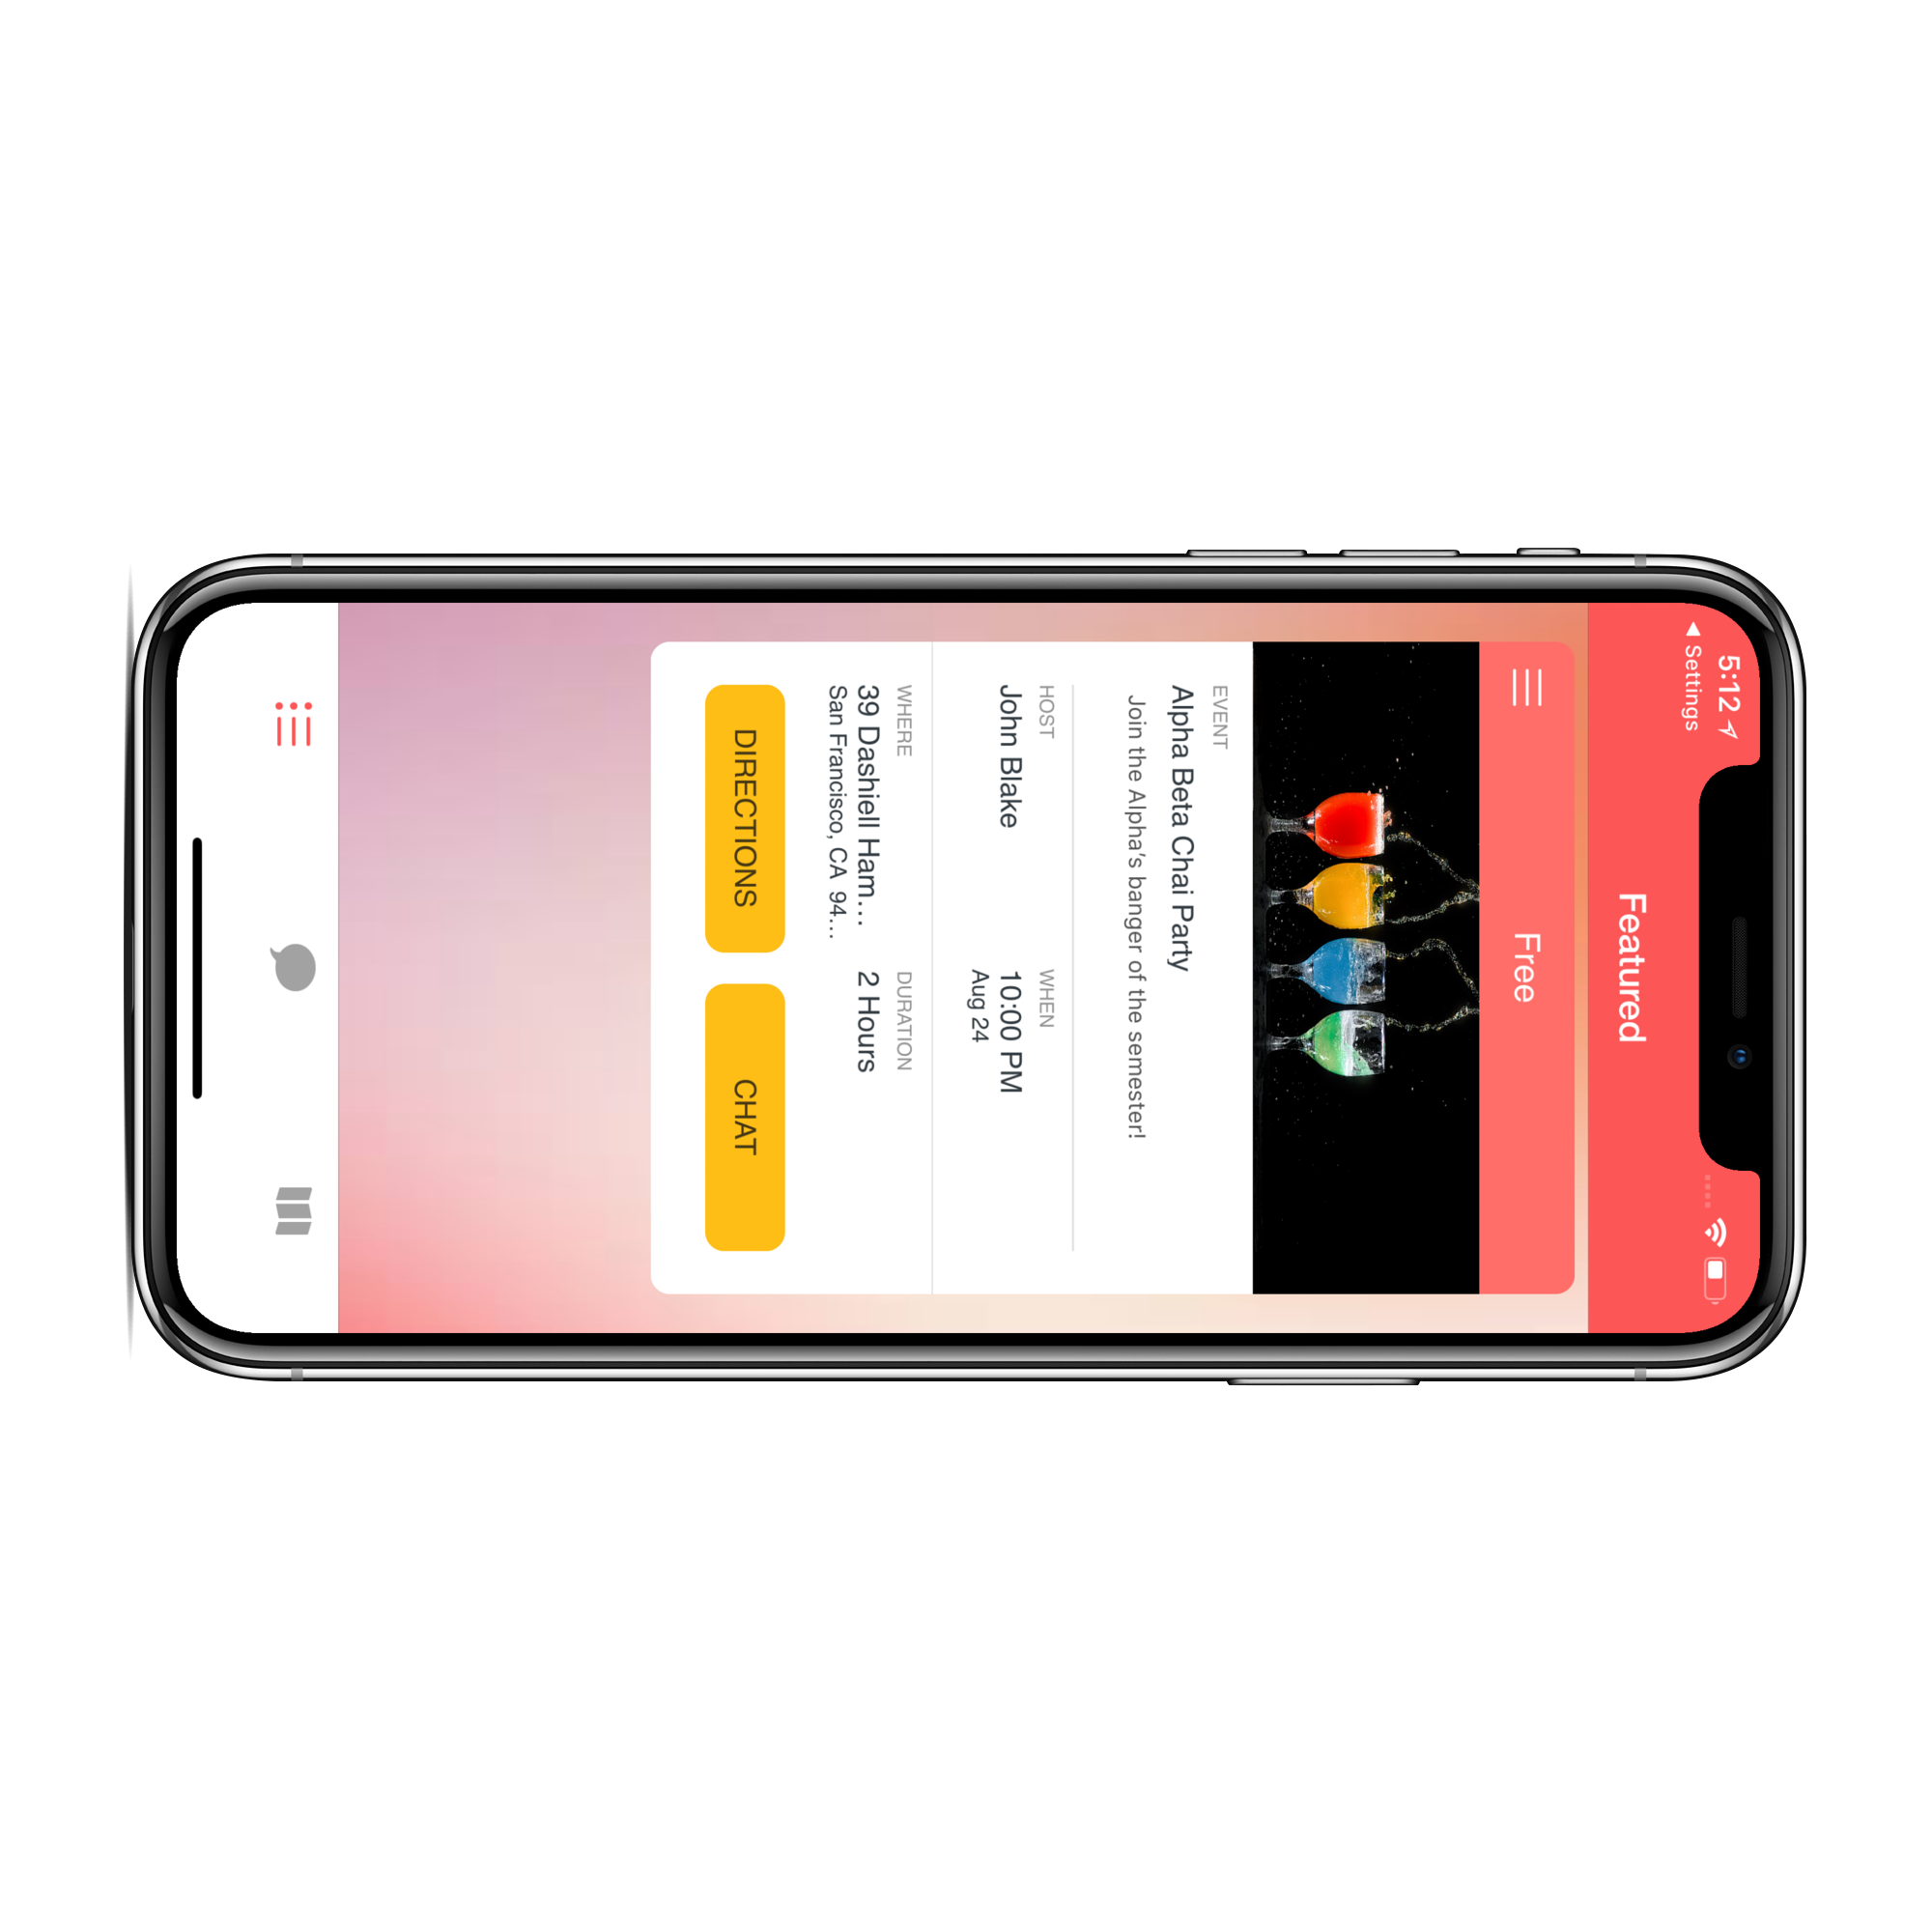 5:12
Settings
Featured
Free
EVENT
Alpha Beta Chai Party
Join the Alpha's banger of the semester!
HOST
WHEN
John Blake
10:00 PM
Aug 24
WHERE
DURATION
39 Dashiell Ham...
2 Hours
San Francisco, CA 94...
DIRECTIONS
CHAT